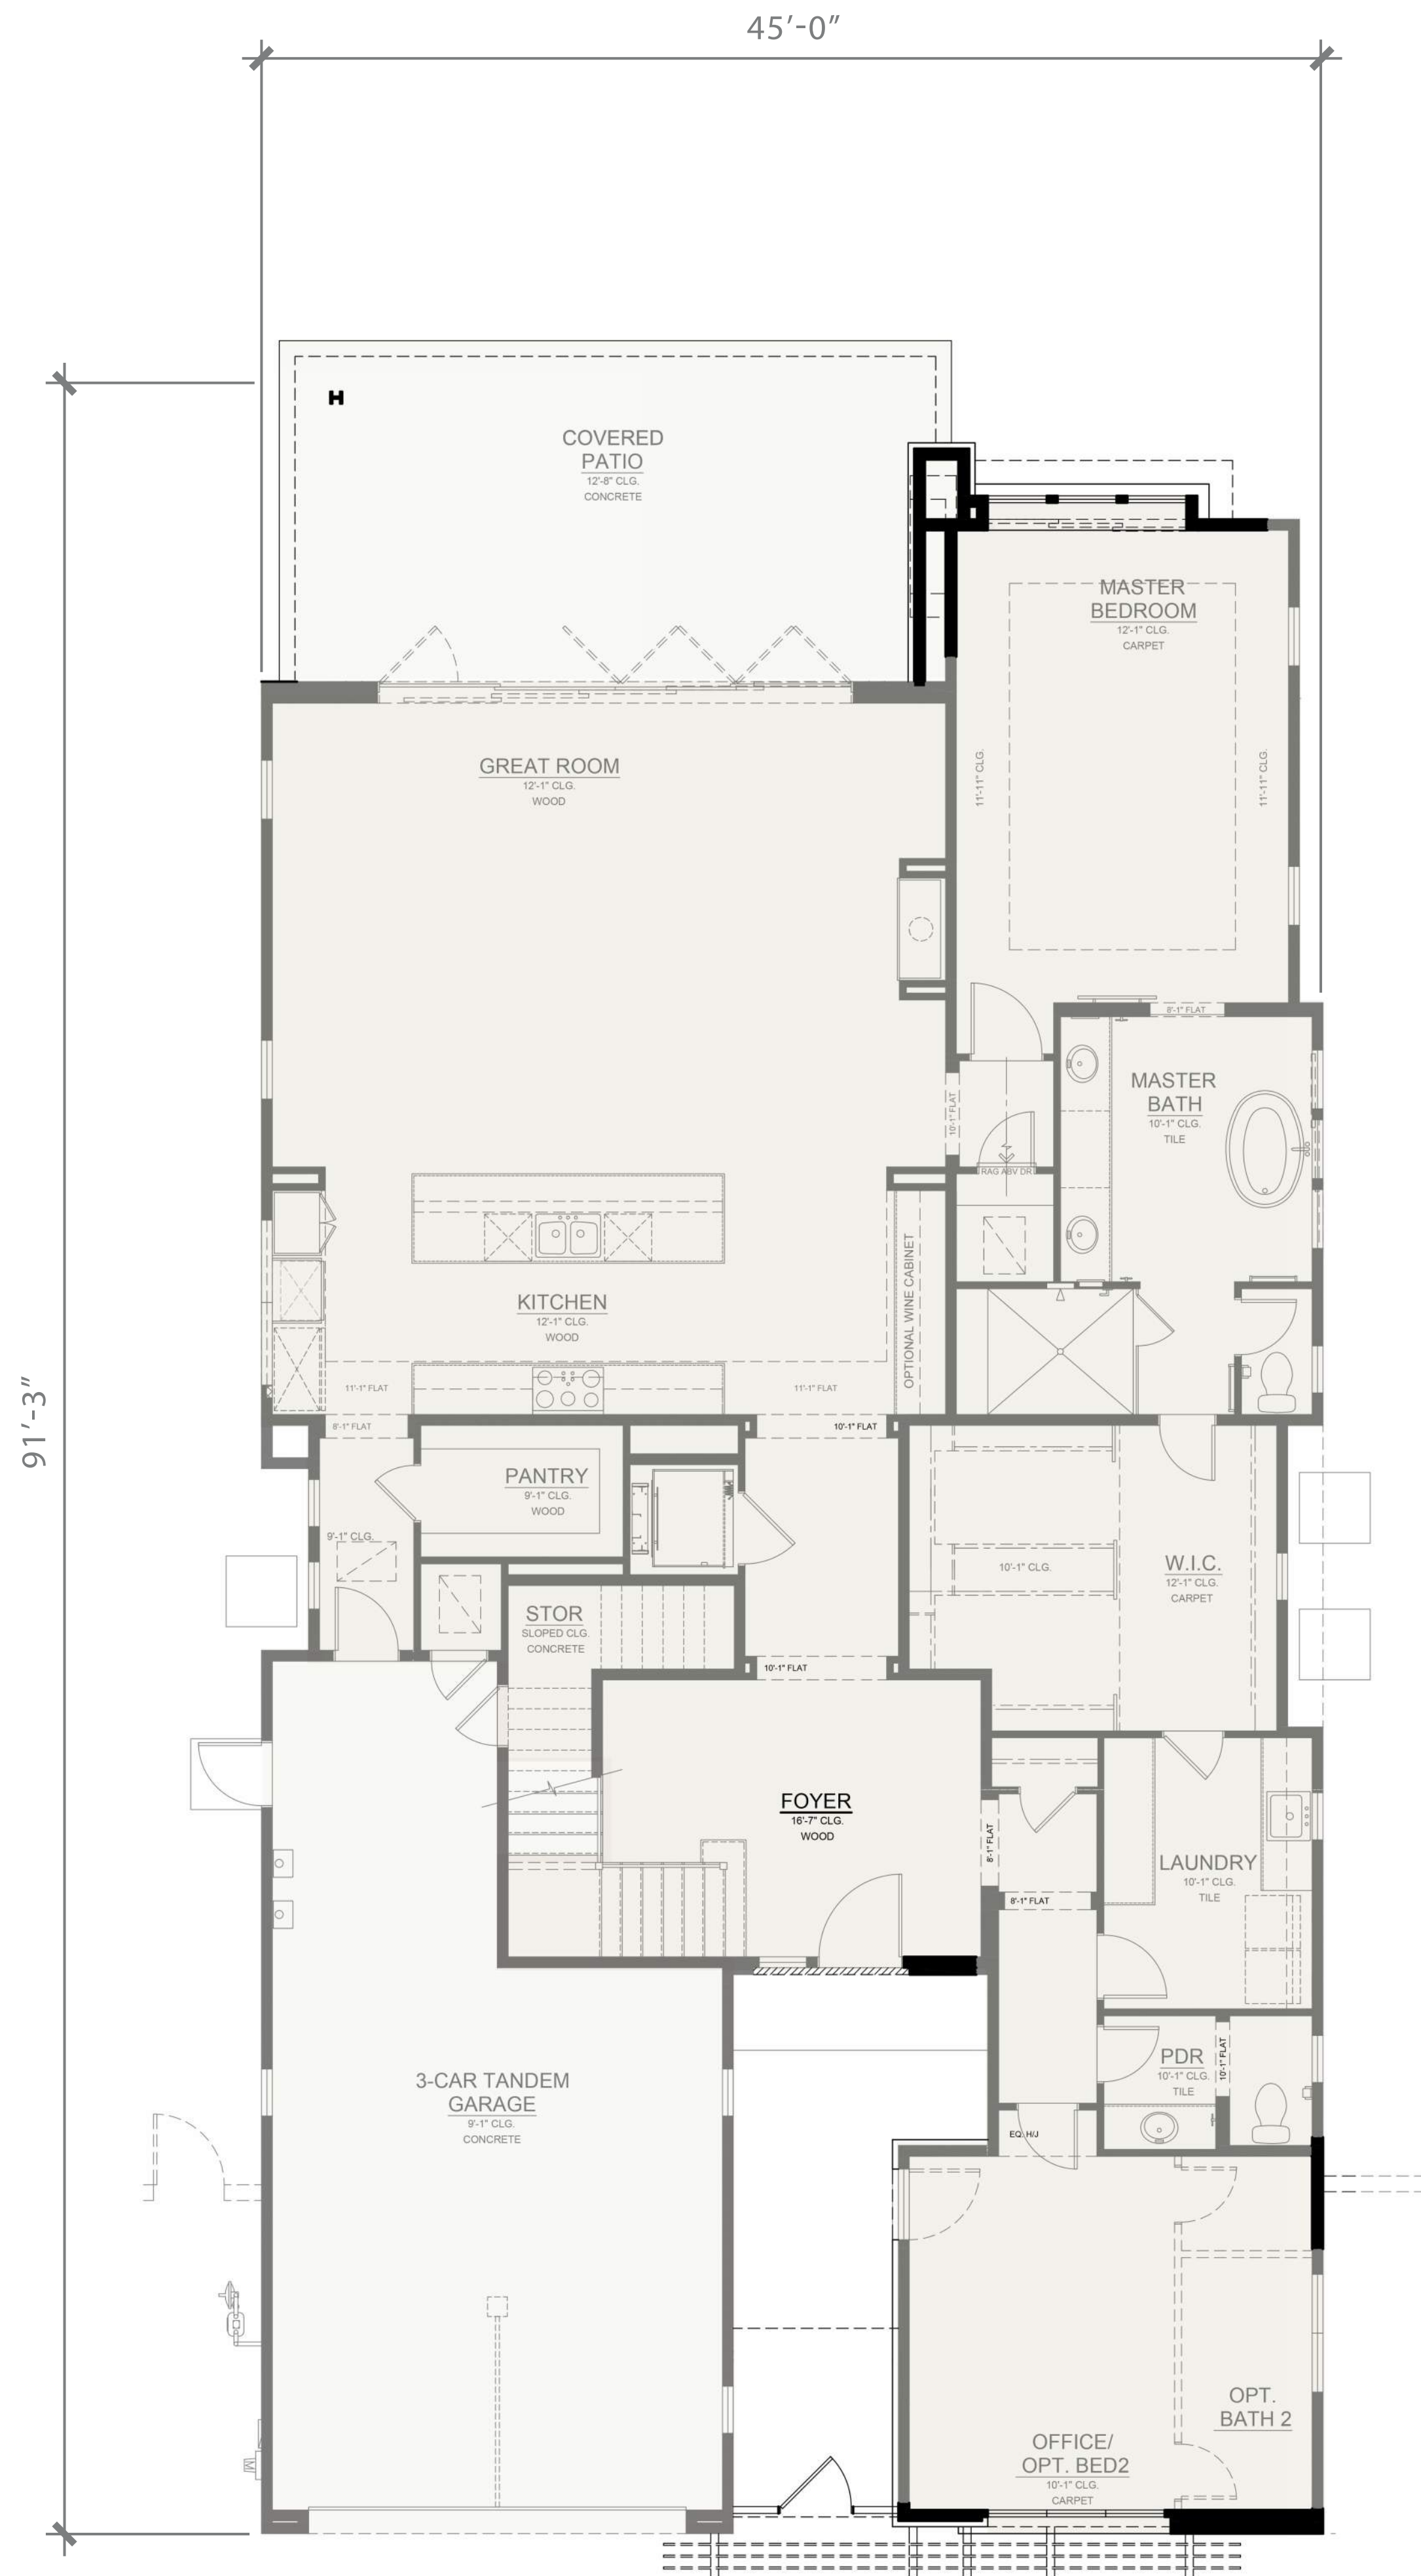 45'-0"
91'-3"
COVERED
PATIO
12'-8" CLG.
CONCRETE
MASTER
BEDROOM
12'-1" CLG.
CARPET
11'-11" CLG.
11'-11" CLG.
GREAT ROOM
12'-1" CLG.
WOOD
8'-1" FLAT
MASTER
BATH
10'-1" CLG.
TILE
10'-1" FLAT
RAG ABV DR
KITCHEN
12'-1" CLG.
WOOD
OPTIONAL WINE CABINET
11'-1" FLAT
11'-1" FLAT
8'-1" FLAT
10'-1" FLAT
PANTRY
9'-1" CLG.
WOOD
9'-1" CLG.
10'-1" CLG.
W.I.C.
12'-1" CLG.
CARPET
STOR
SLOPED CLG.
CONCRETE
10'-1" FLAT
FOYER
16'-7" CLG.
WOOD
8'-1" FLAT
8'-1" FLAT
LAUNDRY
10'-1" CLG.
TILE
PDR
10'-1" CLG.
TILE
10'-1" FLAT
3-CAR TANDEM
GARAGE
9'-1" CLG.
CONCRETE
EQ. H/J
OPT.
BATH 2
OFFICE/
OPT. BED2
10'-1" CLG.
CARPET
M